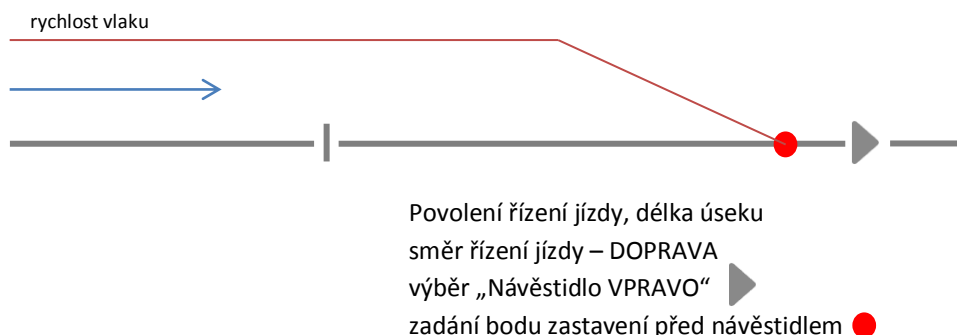 rychlost vlaku
Povolení řízení jízdy, délka úseku
směr řízení jízdy – DOPRAVA
výběr „Návěstidlo VPRAVO“
zadání bodu zastavení před návěstidlem